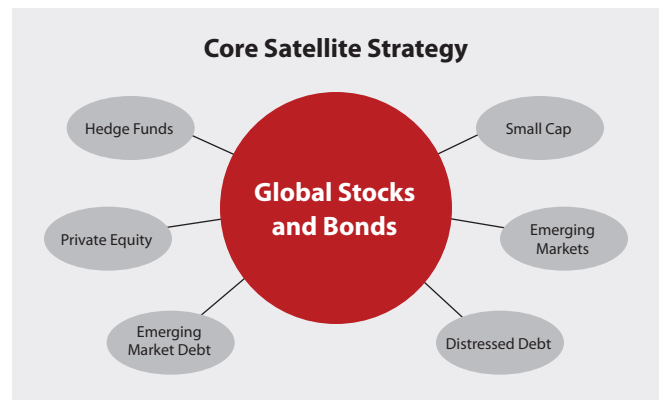 Core Satellite Strategy
Hedge Funds
Small Cap
Global Stocks
and Bonds
Private Equity
Emerging
Markets
Emerging
Market Debt
Distressed Debt